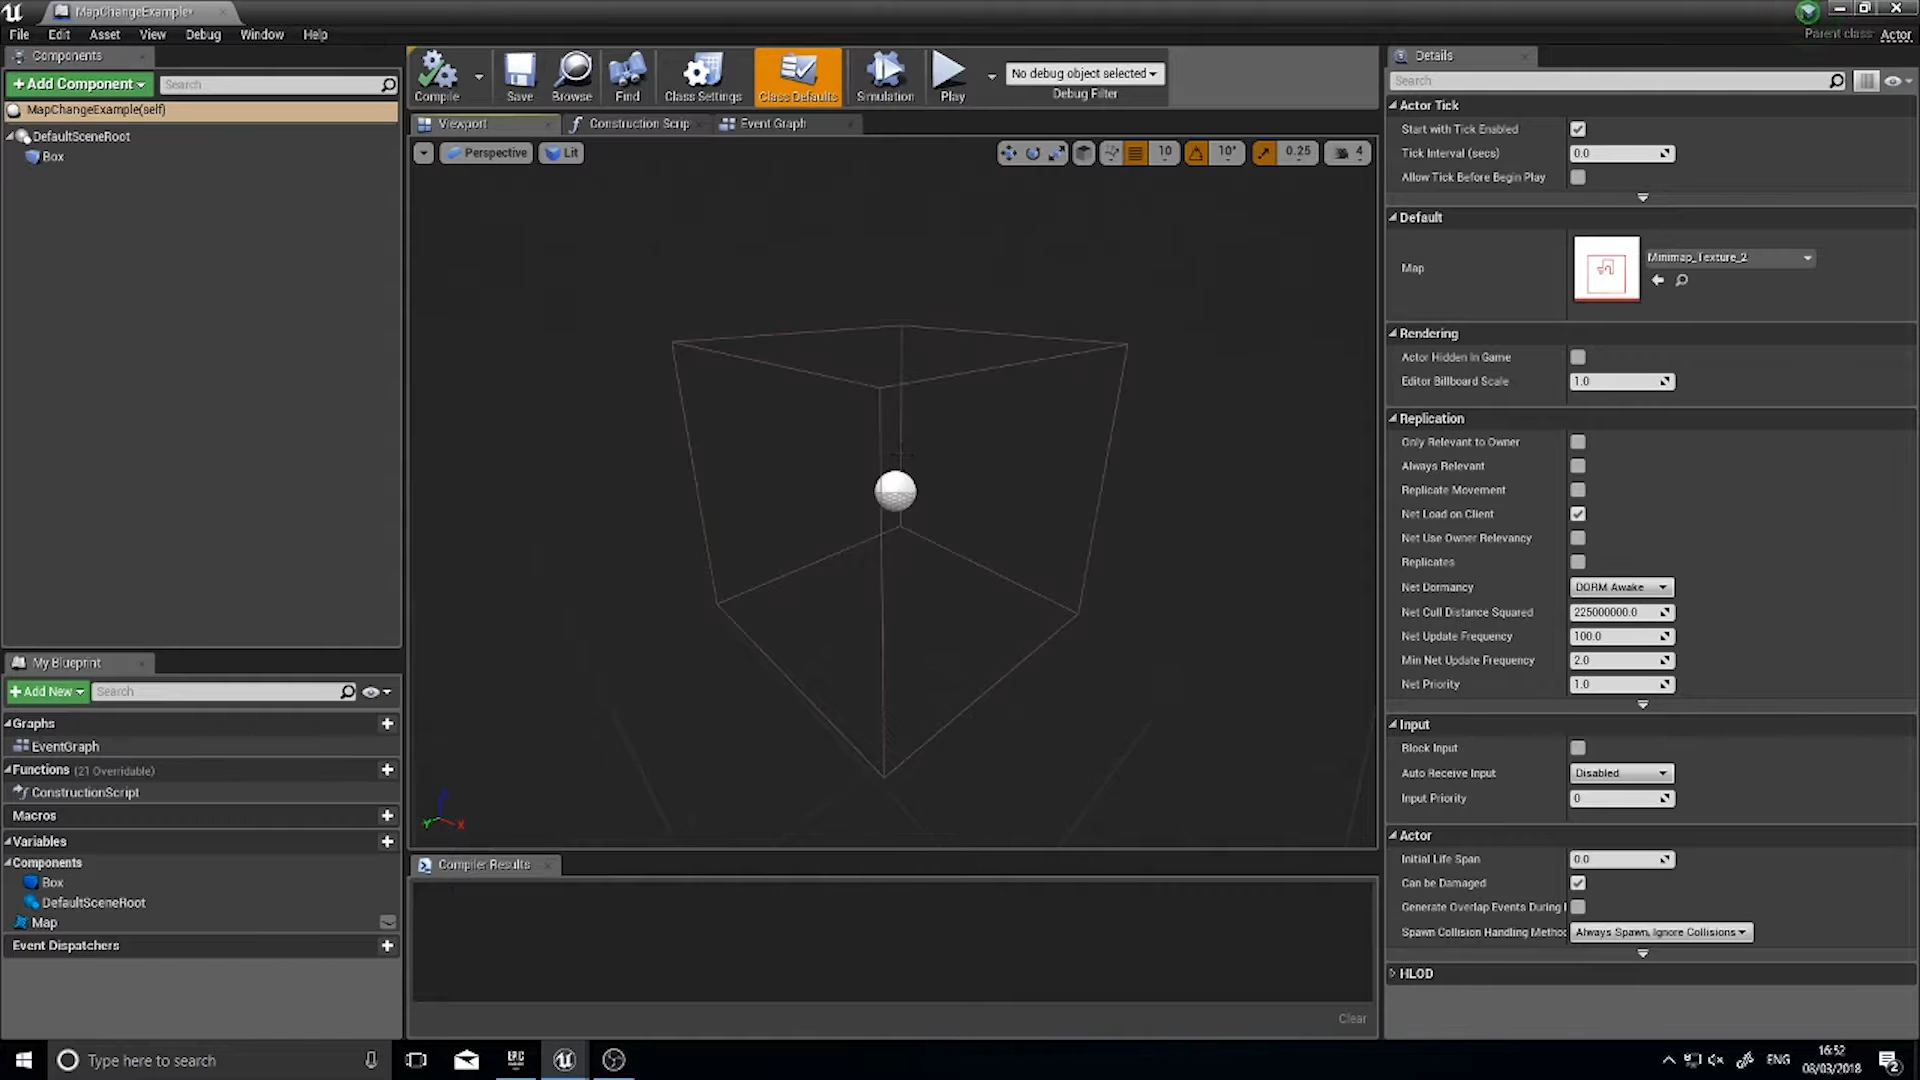 MapChangeExample*
File Edit Asset View Debug Window Help
Parent class: Actor
Components
+Add Component
Search
MapChangeExample(self)
DefaultSceneRoot
Box
Compile
Save
Browse
Find
Class Settings
Class Defaults
Simulation
Play
No debug object selected
Debug Filter
Viewport
Construction Scrip
Event Graph
Perspective
Lit
10
10°
0.25
4
My Blueprint
+Add New
Search
Graphs
EventGraph
Functions (21 Overridable)
ConstructionScript
Macros
Variables
Components
Box
DefaultSceneRoot
Map
Event Dispatchers
Z
Y
X
Compiler Results
Clear
Details
Search
Actor Tick
Start with Tick Enabled
Tick Interval (secs) 0.0
Allow Tick Before Begin Play
Default
Map
Minimap_Texture_2
Rendering
Actor Hidden In Game
Editor Billboard Scale 1.0
Replication
Only Relevant to Owner
Always Relevant
Replicate Movement
Net Load on Client
Net Use Owner Relevancy
Replicates
Net Dormancy DORM Awake
Net Cull Distance Squared 225000000.0
Net Update Frequency 100.0
Min Net Update Frequency 2.0
Net Priority 1.0
Input
Block Input
Auto Receive Input Disabled
Input Priority 0
Actor
Initial Life Span 0.0
Can be Damaged
Generate Overlap Events During
Spawn Collision Handling Metho Always Spawn, Ignore Collisions
HLOD
Type here to search
EPIC
ENG
16:52
08/03/2018
2